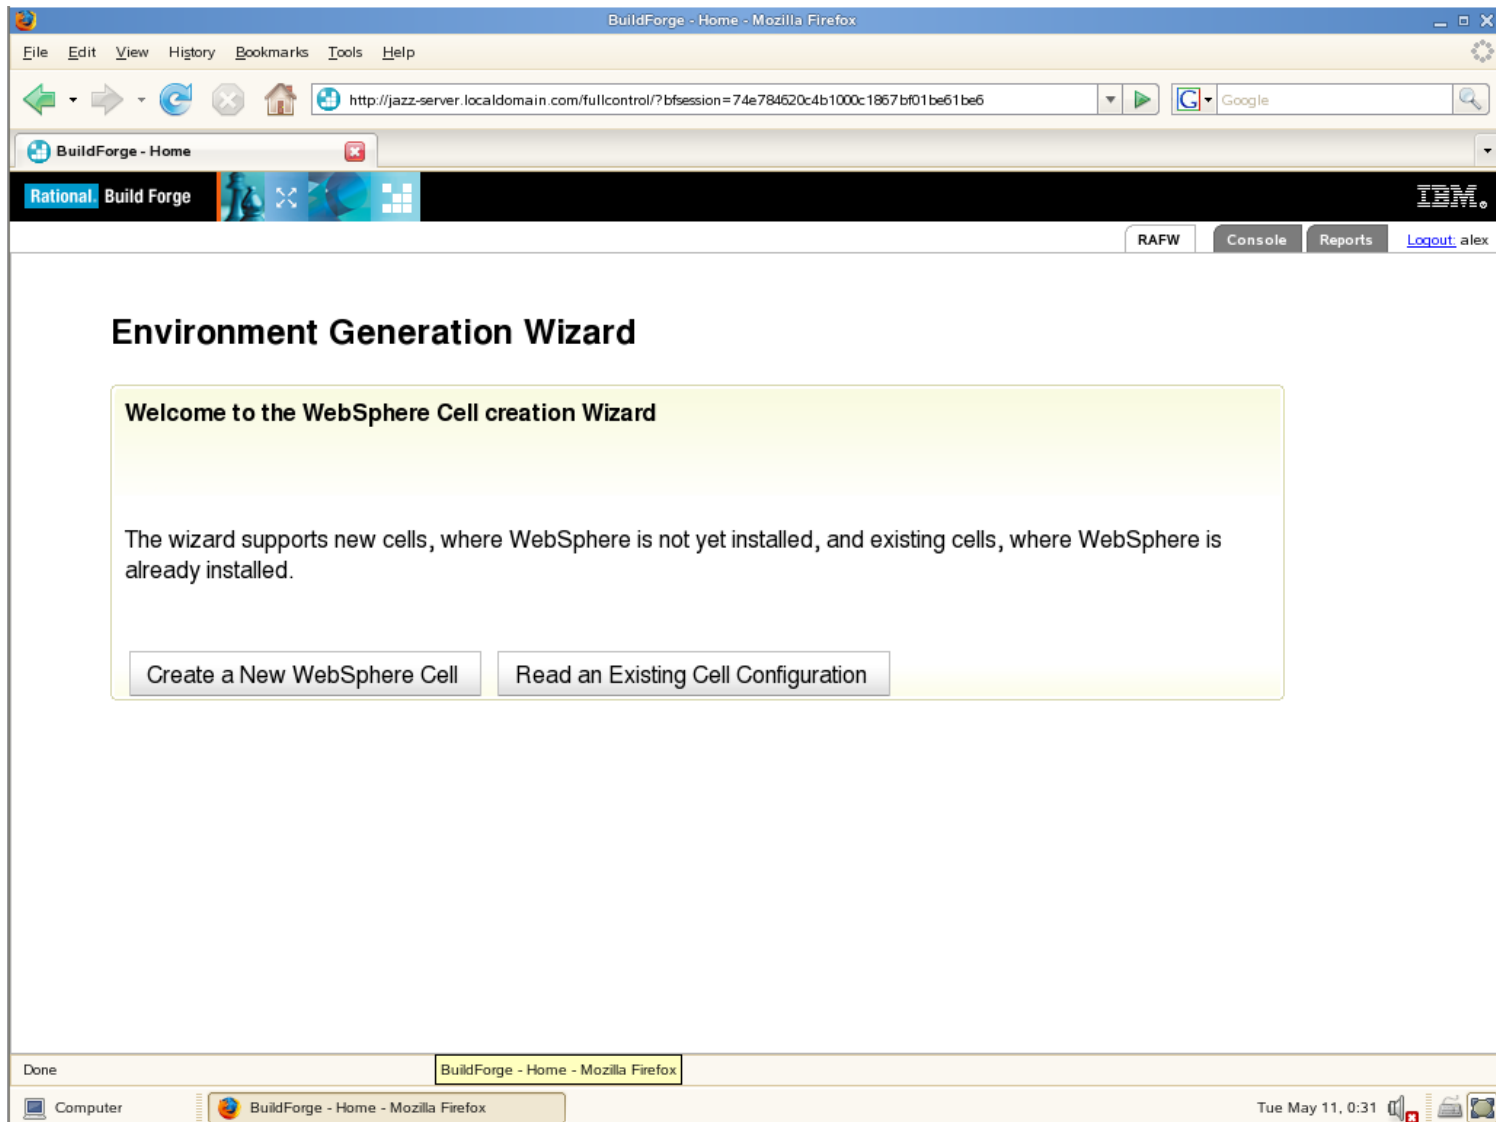 BuildForge - Home - Mozilla Firefox
File Edit View History Bookmarks Tools Help
http://jazz-server.localdomain.com/fullcontrol/?bfsession=74e784620c4b1000c1867bf01be61be6
G Google
BuildForge - Home
Rational. Build Forge
IBM.
RAFW Console Reports Logout: alex
Environment Generation Wizard
Welcome to the WebSphere Cell creation Wizard
The wizard supports new cells, where WebSphere is not yet installed, and existing cells, where WebSphere is
already installed.
Create a New WebSphere Cell Read an Existing Cell Configuration
Done
BuildForge - Home - Mozilla Firefox
Computer BuildForge - Home - Mozilla Firefox Tue May 11, 0:31